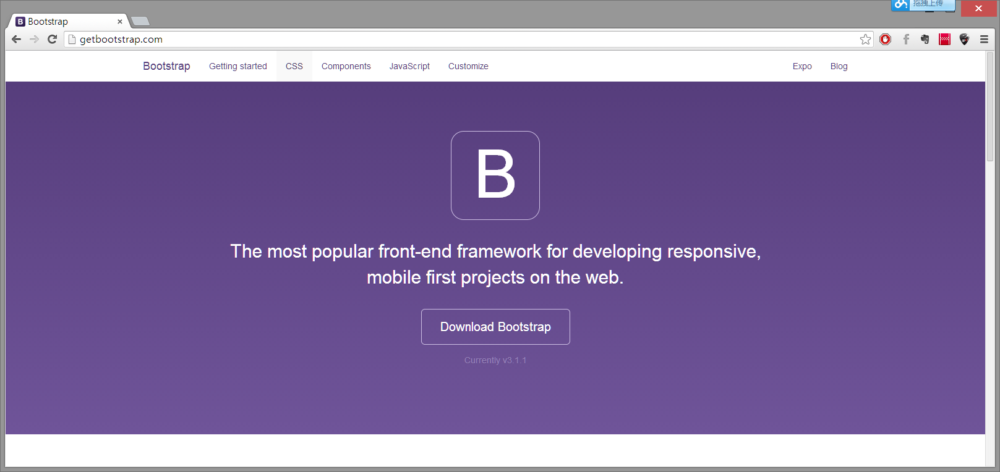 拖拽上传
B Bootstrap
getbootstrap.com
Bootstrap Getting started CSS Components JavaScript Customize Expo Blog
B
The most popular front-end framework for developing responsive,
mobile first projects on the web.
Download Bootstrap
Currently v3.1.1